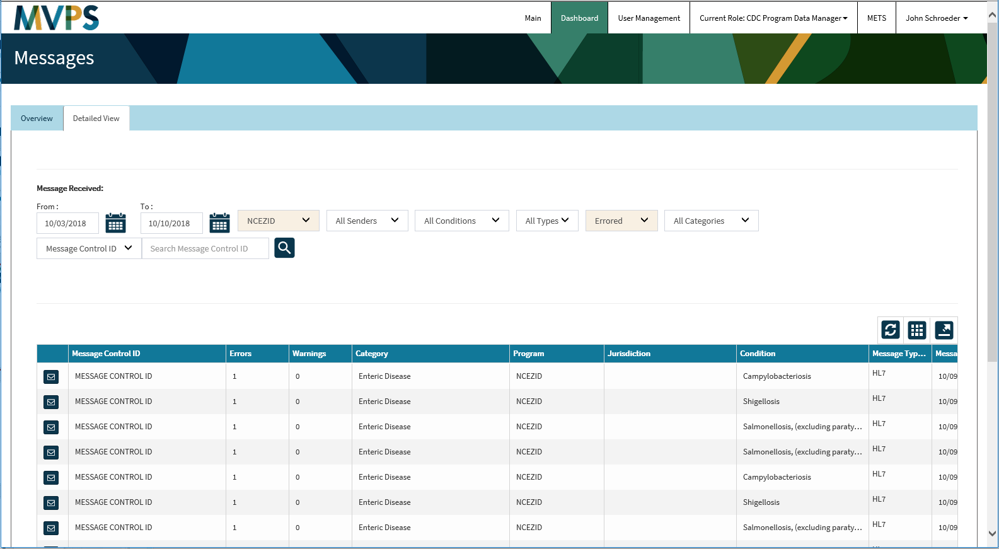 MVPS
Main Dashboard User Management Current Role: CDC Program Data Manager METS John Schroeder
Messages
Overview Detailed View
Message Received:
From : To :
10/03/2018 10/10/2018 NCEZID All Senders All Conditions All Types Errored All Categories
Message Control ID Search Message Control ID
Message Control ID Errors Warnings Category Program Jurisdiction Condition Message Typ... Messa
MESSAGE CONTROL ID 1 0 Enteric Disease NCEZID Campylobacteriosis HL7 10/09
MESSAGE CONTROL ID 1 0 Enteric Disease NCEZID Shigellosis HL7 10/09
MESSAGE CONTROL ID 1 0 Enteric Disease NCEZID Salmonellosis, (excluding paraty... HL7 10/09
MESSAGE CONTROL ID 1 0 Enteric Disease NCEZID Salmonellosis, (excluding paraty... HL7 10/09
MESSAGE CONTROL ID 1 0 Enteric Disease NCEZID Campylobacteriosis HL7 10/09
MESSAGE CONTROL ID 1 0 Enteric Disease NCEZID Shigellosis HL7 10/09
MESSAGE CONTROL ID 1 0 Enteric Disease NCEZID Salmonellosis, (excluding paraty... HL7 10/09